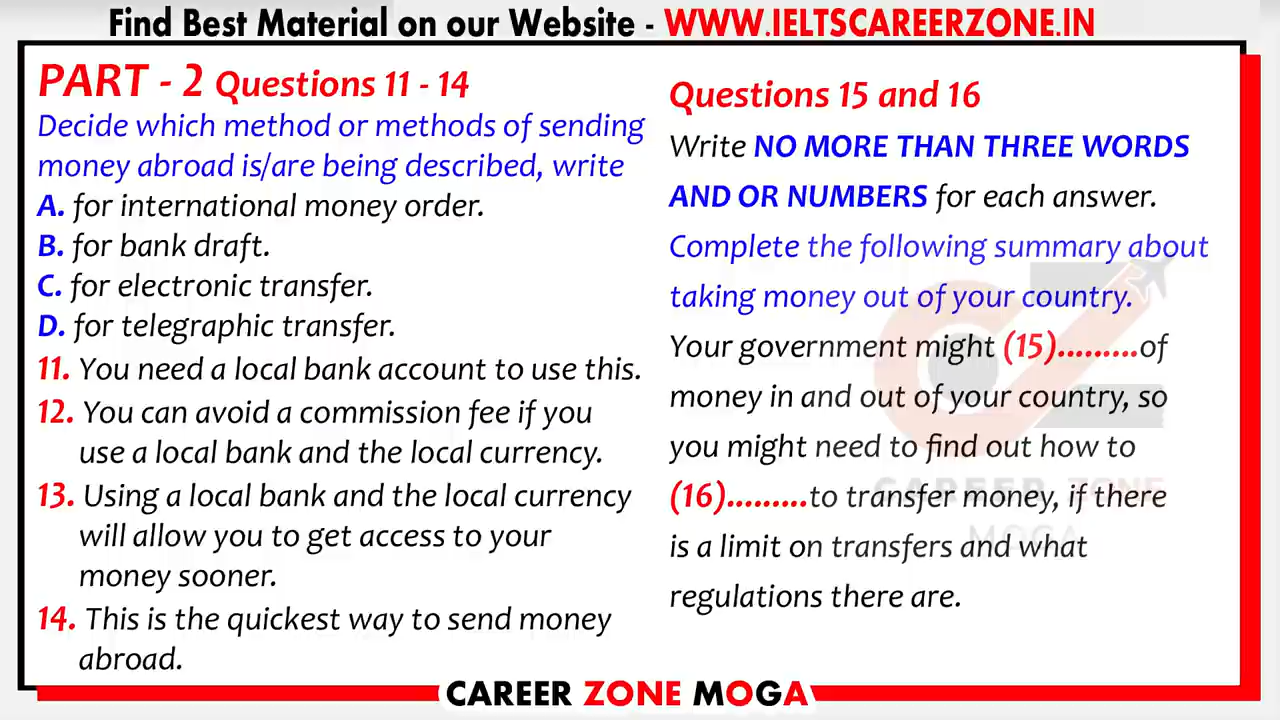 Find Best Material on our Website - WWW.IELTSCAREERZONE.IN
PART - 2 Questions 11 - 14
Decide which method or methods of sending
money abroad is/are being described, write
A. for international money order.
B. for bank draft.
C. for electronic transfer.
D. for telegraphic transfer.
11. You need a local bank account to use this.
12. You can avoid a commission fee if you
use a local bank and the local currency.
13. Using a local bank and the local currency
will allow you to get access to your
money sooner.
14. This is the quickest way to send money
abroad.
Questions 15 and 16
Write NO MORE THAN THREE WORDS
AND OR NUMBERS for each answer.
Complete the following summary about
taking money out of your country.
Your government might (15).........of
money in and out of your country, so
you might need to find out how to
(16).........to transfer money, if there
is a limit on transfers and what
regulations there are.
CAREER ZONE
MOGA
CAREER ZONE MOGA